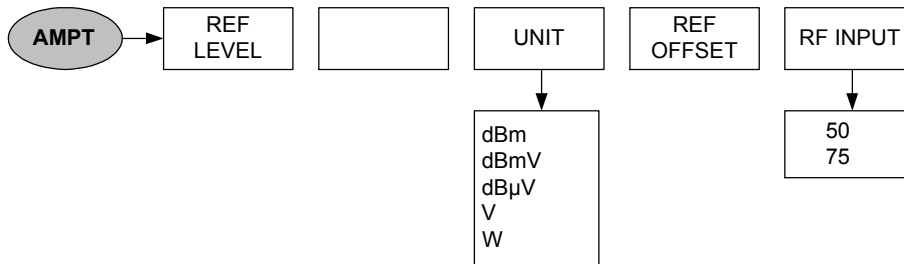 AMPT
REF
LEVEL
UNIT
REF
OFFSET
RF INPUT
dBm
dBmV
dBµV
V
W
50
75